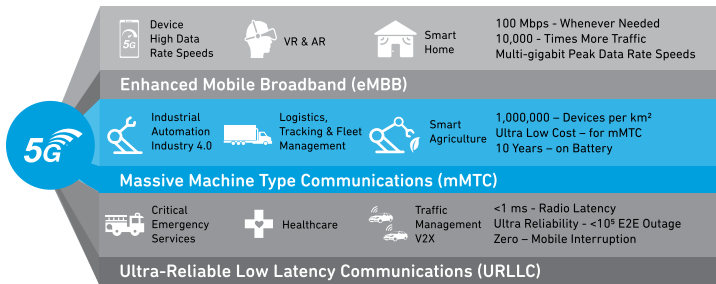 Device
High Data
Rate Speeds
5G
VR & AR
Smart
Home
100 Mbps - Whenever Needed
10,000 - Times More Traffic
Multi-gigabit Peak Data Rate Speeds
Enhanced Mobile Broadband (eMBB)
5G
Industrial
Automation
Industry 4.0
Logistics,
Tracking & Fleet
Management
Smart
Agriculture
1,000,000 – Devices per km²
Ultra Low Cost – for mMTC
10 Years – on Battery
Massive Machine Type Communications (mMTC)
Critical
Emergency
Services
Healthcare
Traffic
Management
V2X
<1 ms - Radio Latency
Ultra Reliability - <10⁵ E2E Outage
Zero – Mobile Interruption
Ultra-Reliable Low Latency Communications (URLLC)